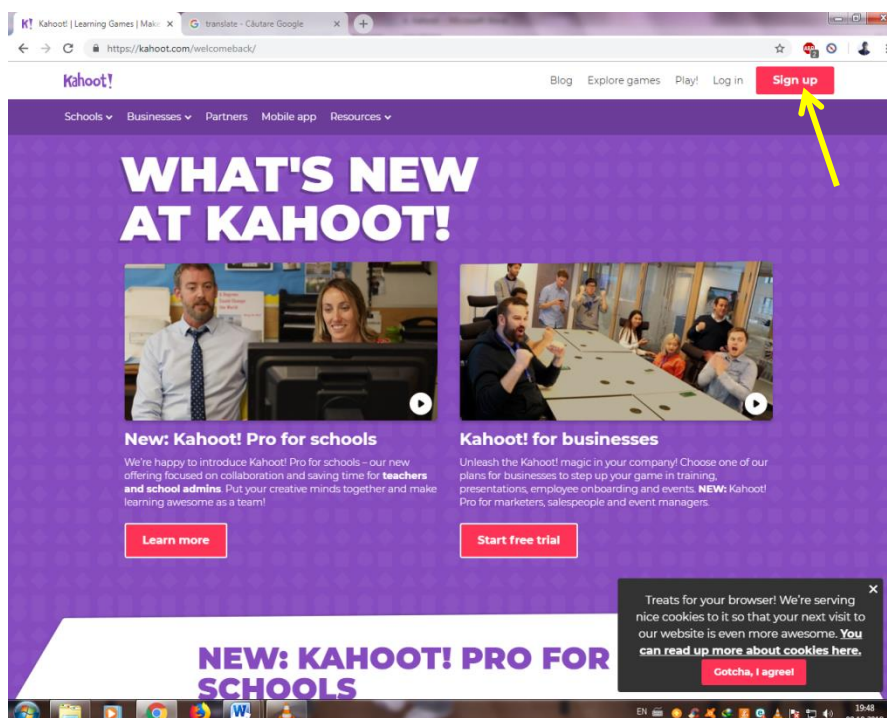 Kahoot! | Learning Games | Make
translate - Căutare Google
https://kahoot.com/welcomeback/
Kahoot!
Blog Explore games Play! Log in Sign up
Schools Businesses Partners Mobile app Resources
WHAT'S NEW
AT KAHOOT!
New: Kahoot! Pro for schools
We're happy to introduce Kahoot! Pro for schools – our new
offering focused on collaboration and saving time for teachers
and school admins. Put your creative minds together and make
learning awesome as a team!
Learn more
Kahoot! for businesses
Unleash the Kahoot! magic in your company! Choose one of our
plans for businesses to step up your game in training,
presentations, employee onboarding and events. NEW: Kahoot!
Pro for marketers, salespeople and event managers.
Start free trial
NEW: KAHOOT! PRO FOR
SCHOOLS
Treats for your browser! We're serving
nice cookies to it so that your next visit to
our website is even more awesome. You
can read up more about cookies here.
Gotcha, I agree!
EN
19:48